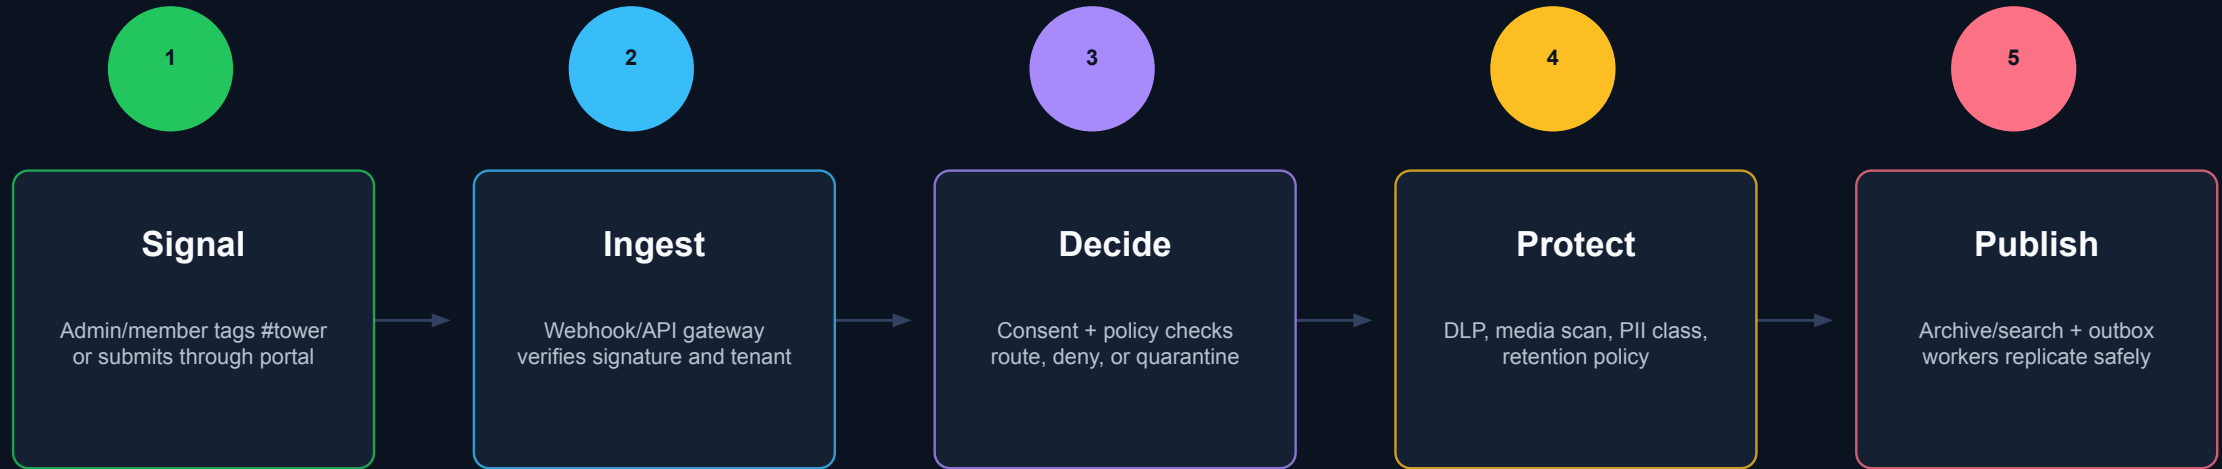 1
2
3
4
5
Signal
Admin/member tags #tower
or submits through portal
Ingest
Webhook/API gateway
verifies signature and tenant
Decide
Consent + policy checks
route, deny, or quarantine
Protect
DLP, media scan, PII class,
retention policy
Publish
Archive/search + outbox
workers replicate safely